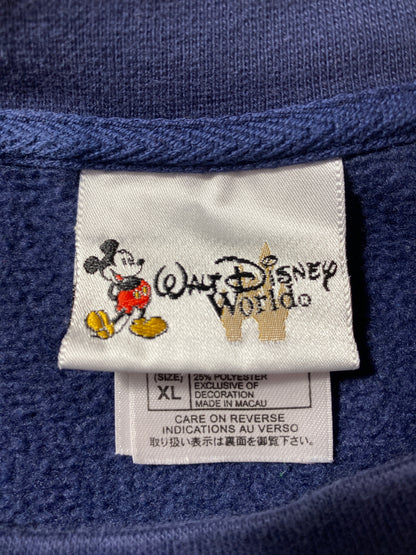 Walt Disney
World®
(SIZE)
XL
25% POLYESTER
EXCLUSIVE OF
DECORATION
MADE IN MACAU
CARE ON REVERSE
INDICATIONS AU VERSO
取り扱い表示は裏面を御覧下さい